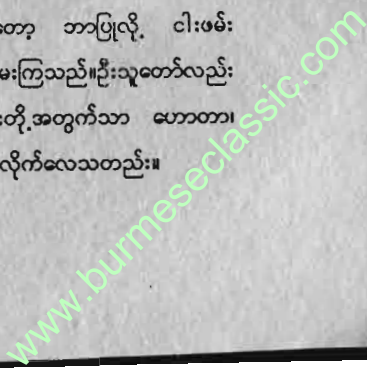 တော့ ဘာပြုလို့ ငါးဖမ်း
မေးကြသည်။ဦးသူတော်လည်း
တို့အတွက်သာ ဟောတာ၊
လိုက်လေသတည်း။
www.burmeseclassic.com